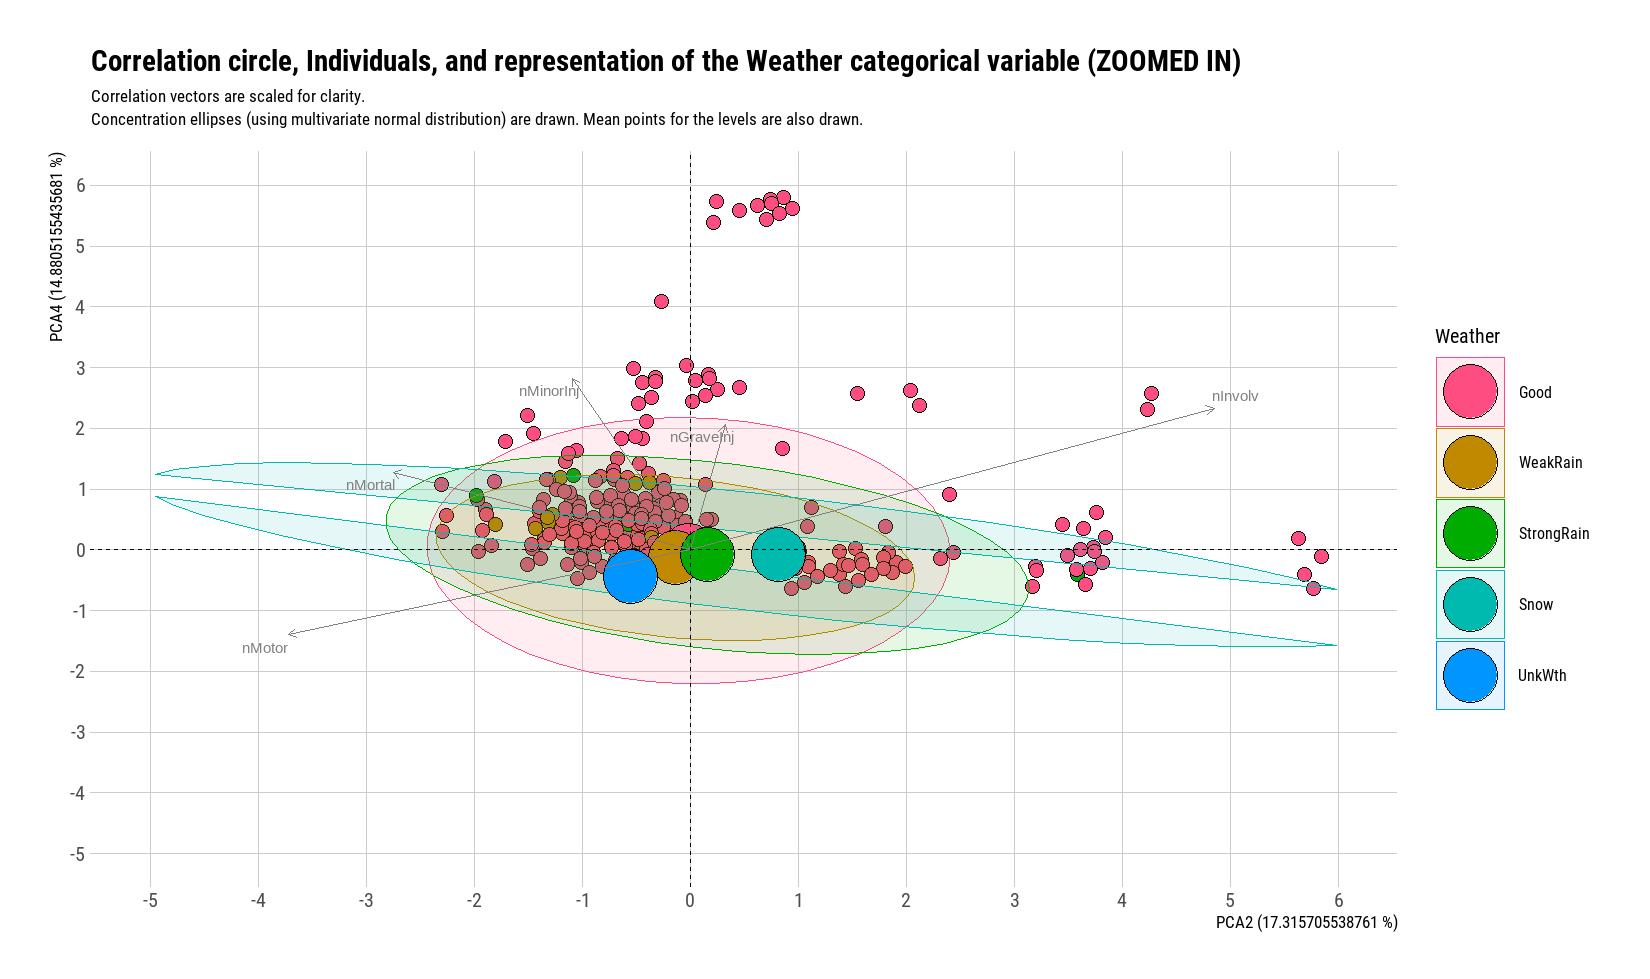 Correlation circle, Individuals, and representation of the Weather categorical variable (ZOOMED IN)
Correlation vectors are scaled for clarity.
Concentration ellipses (using multivariate normal distribution) are drawn. Mean points for the levels are also drawn.
PCA4 (14.8805155435681 %)
6
5
4
3
2
1
0
-1
-2
-3
-4
-5
nMinorInj
nInvolv
nGraveInj
nMortal
nMotor
-5
-4
-3
-2
-1
0
1
2
3
4
5
6
PCA2 (17.315705538761 %)
Weather
Good
WeakRain
StrongRain
Snow
UnkWth